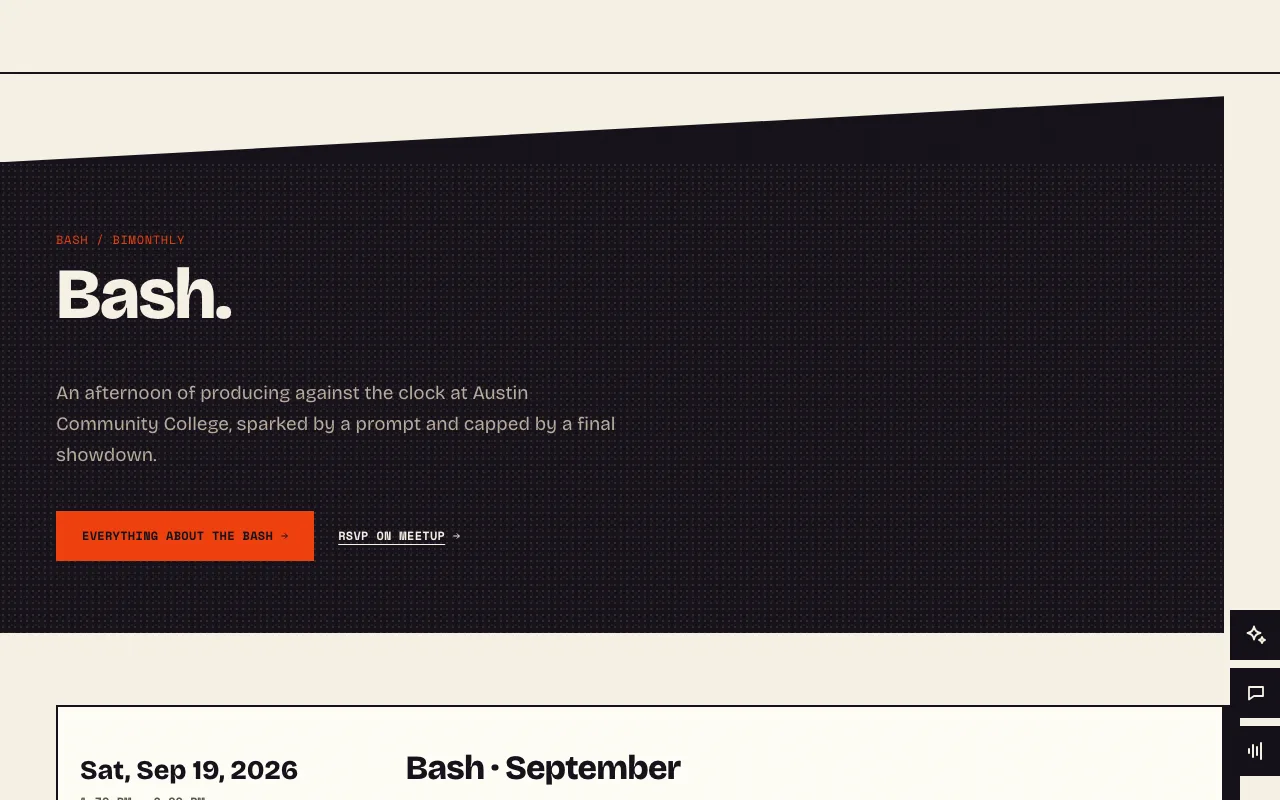 BASH / BIMONTHLY
Bash.
An afternoon of producing against the clock at Austin
Community College, sparked by a prompt and capped by a final
showdown.
EVERYTHING ABOUT THE BASH →
RSVP ON MEETUP →
Sat, Sep 19, 2026
Bash · September